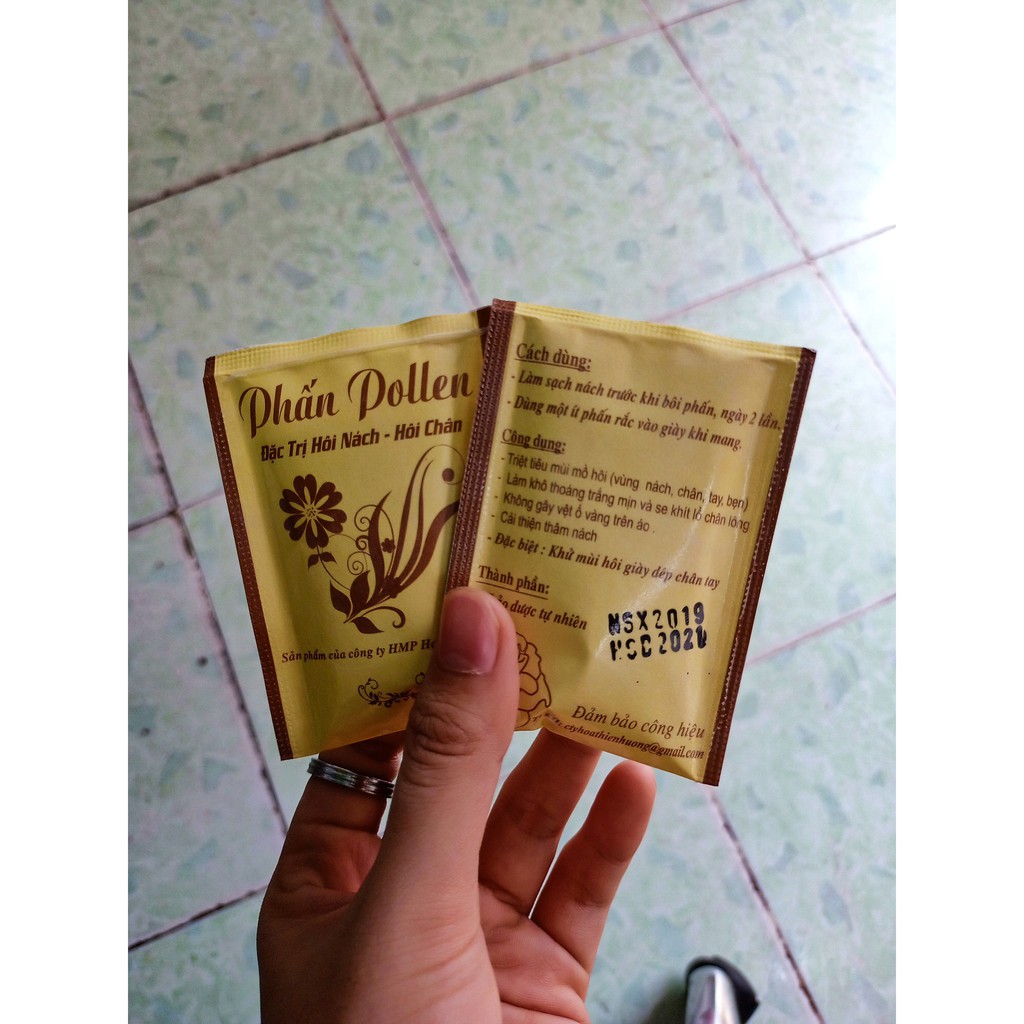 Phấn Pollen
Đặc Trị Hôi Nách - Hôi Chân
Sản phẩm của công ty HMP
Cách dùng:
- Làm sạch nách trước khi bôi phấn, ngày 2 lần.
- Dùng một ít phấn rắc vào giày khi mang.
Công dụng:
- Triệt tiêu mùi mồ hôi (vùng nách, chân, tay, bẹn)
- Làm khô thoáng trắng mịn và se khít lỗ chân lông
- Không gây vệt ố vàng trên áo .
- Cải thiện thâm nách
- Đặc biệt : Khử mùi hôi giày dép chân tay
Thành phần:
dược tự nhiên
NSX2019
HSD202
Đảm bảo công hiệu
ctyhoathienhuong@gmail.com